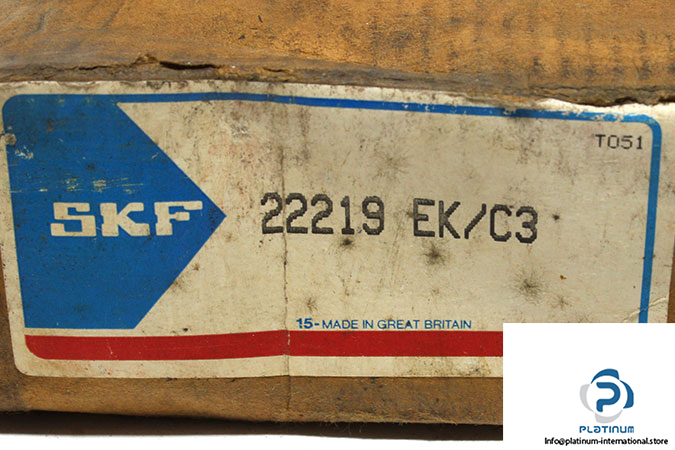 T051
SKF
22219 EK/C3
15-MADE IN GREAT BRITAIN
PLATINUM
Info@platinum-international.store